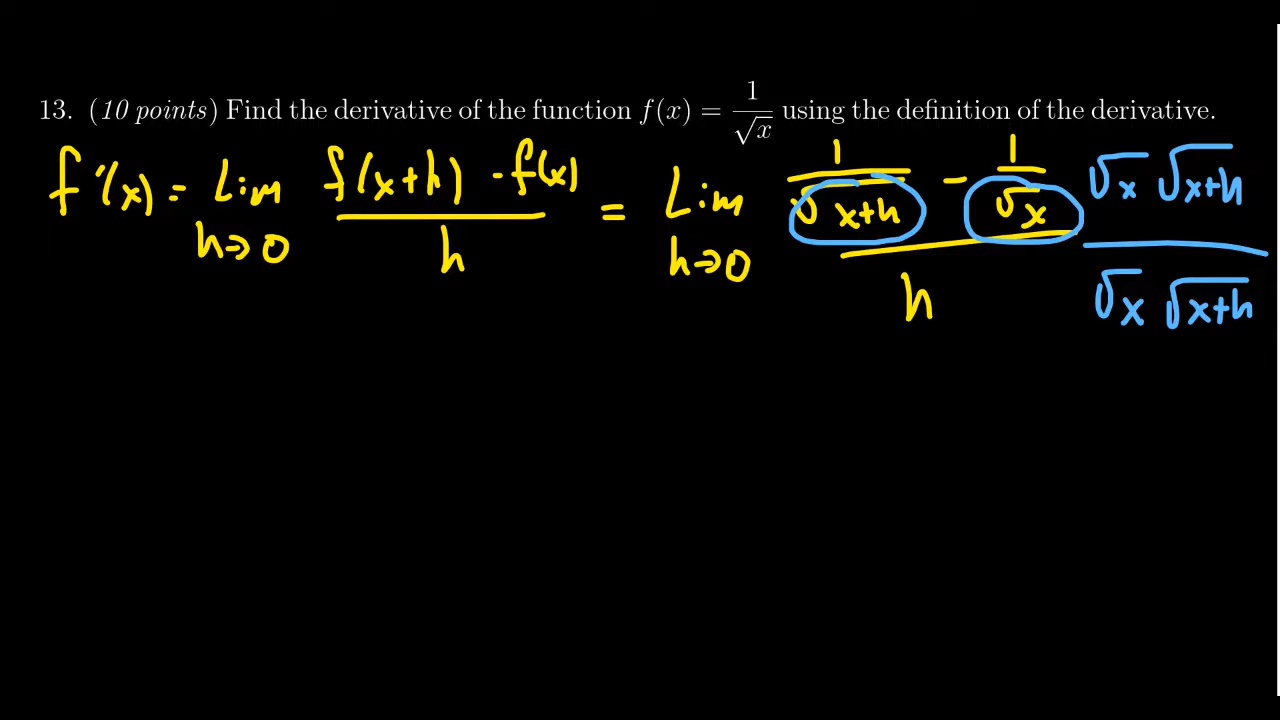 13. (10 points) Find the derivative of the function f(x) = 1/√x using the definition of the derivative.
f'(x) = Lim h→0 (f(x+h) - f(x))/h = Lim h→0 (1/√(x+h) - 1/√x)/h (√x √(x+h))/(√x √(x+h))